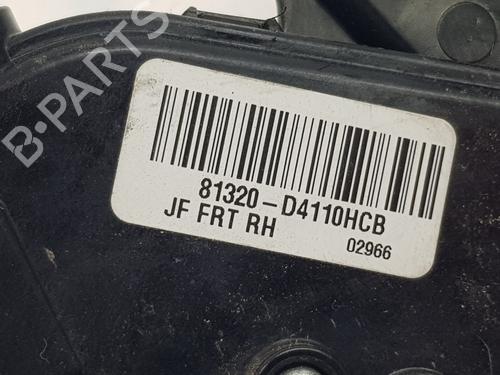 B-PARTS
81320-D4110HCB
JF FRT RH
02966